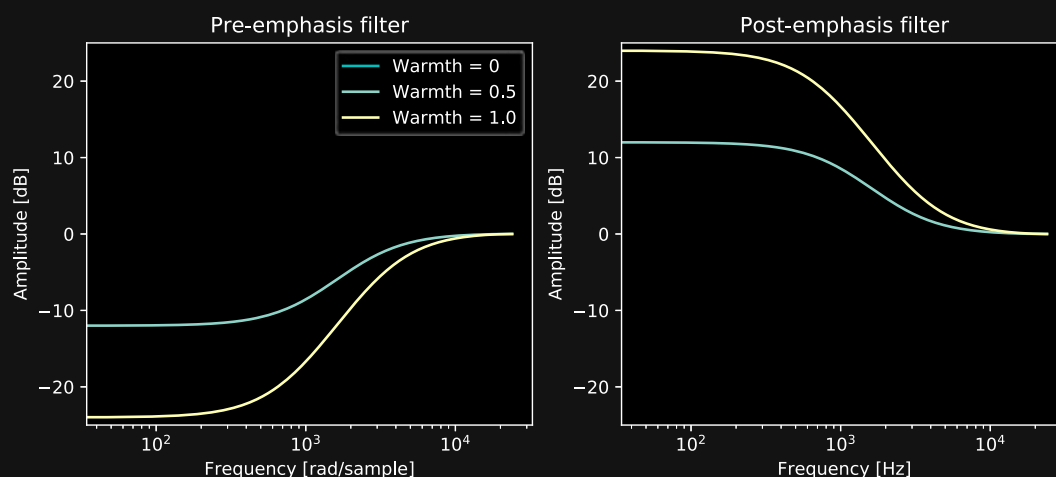 Pre-emphasis filter
Warmth = 0
Warmth = 0.5
Warmth = 1.0
20
10
0
−10
−20
Amplitude [dB]
10²
10³
10⁴
Frequency [rad/sample]
Post-emphasis filter
20
10
0
−10
−20
Amplitude [dB]
10²
10³
10⁴
Frequency [Hz]